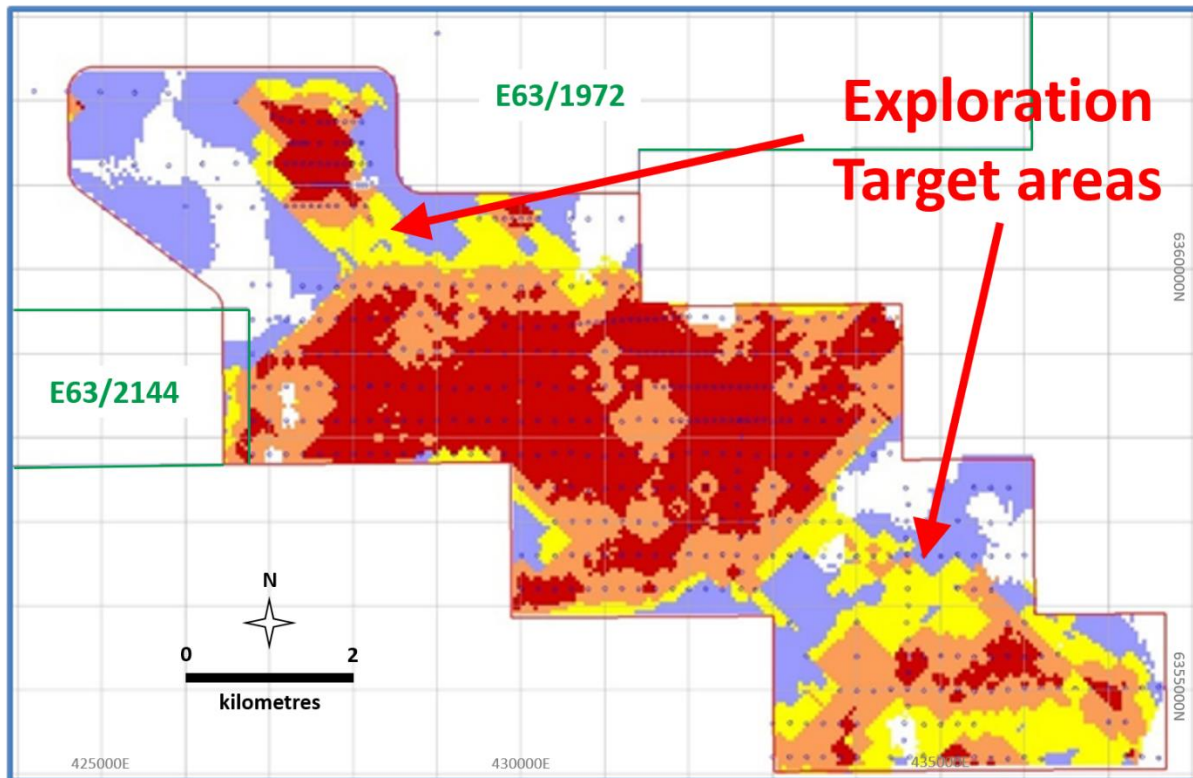 E63/1972
Exploration
Target areas
6360000N
E63/2144
N
0 2
kilometres
6355000N
425000E
430000E
435000E